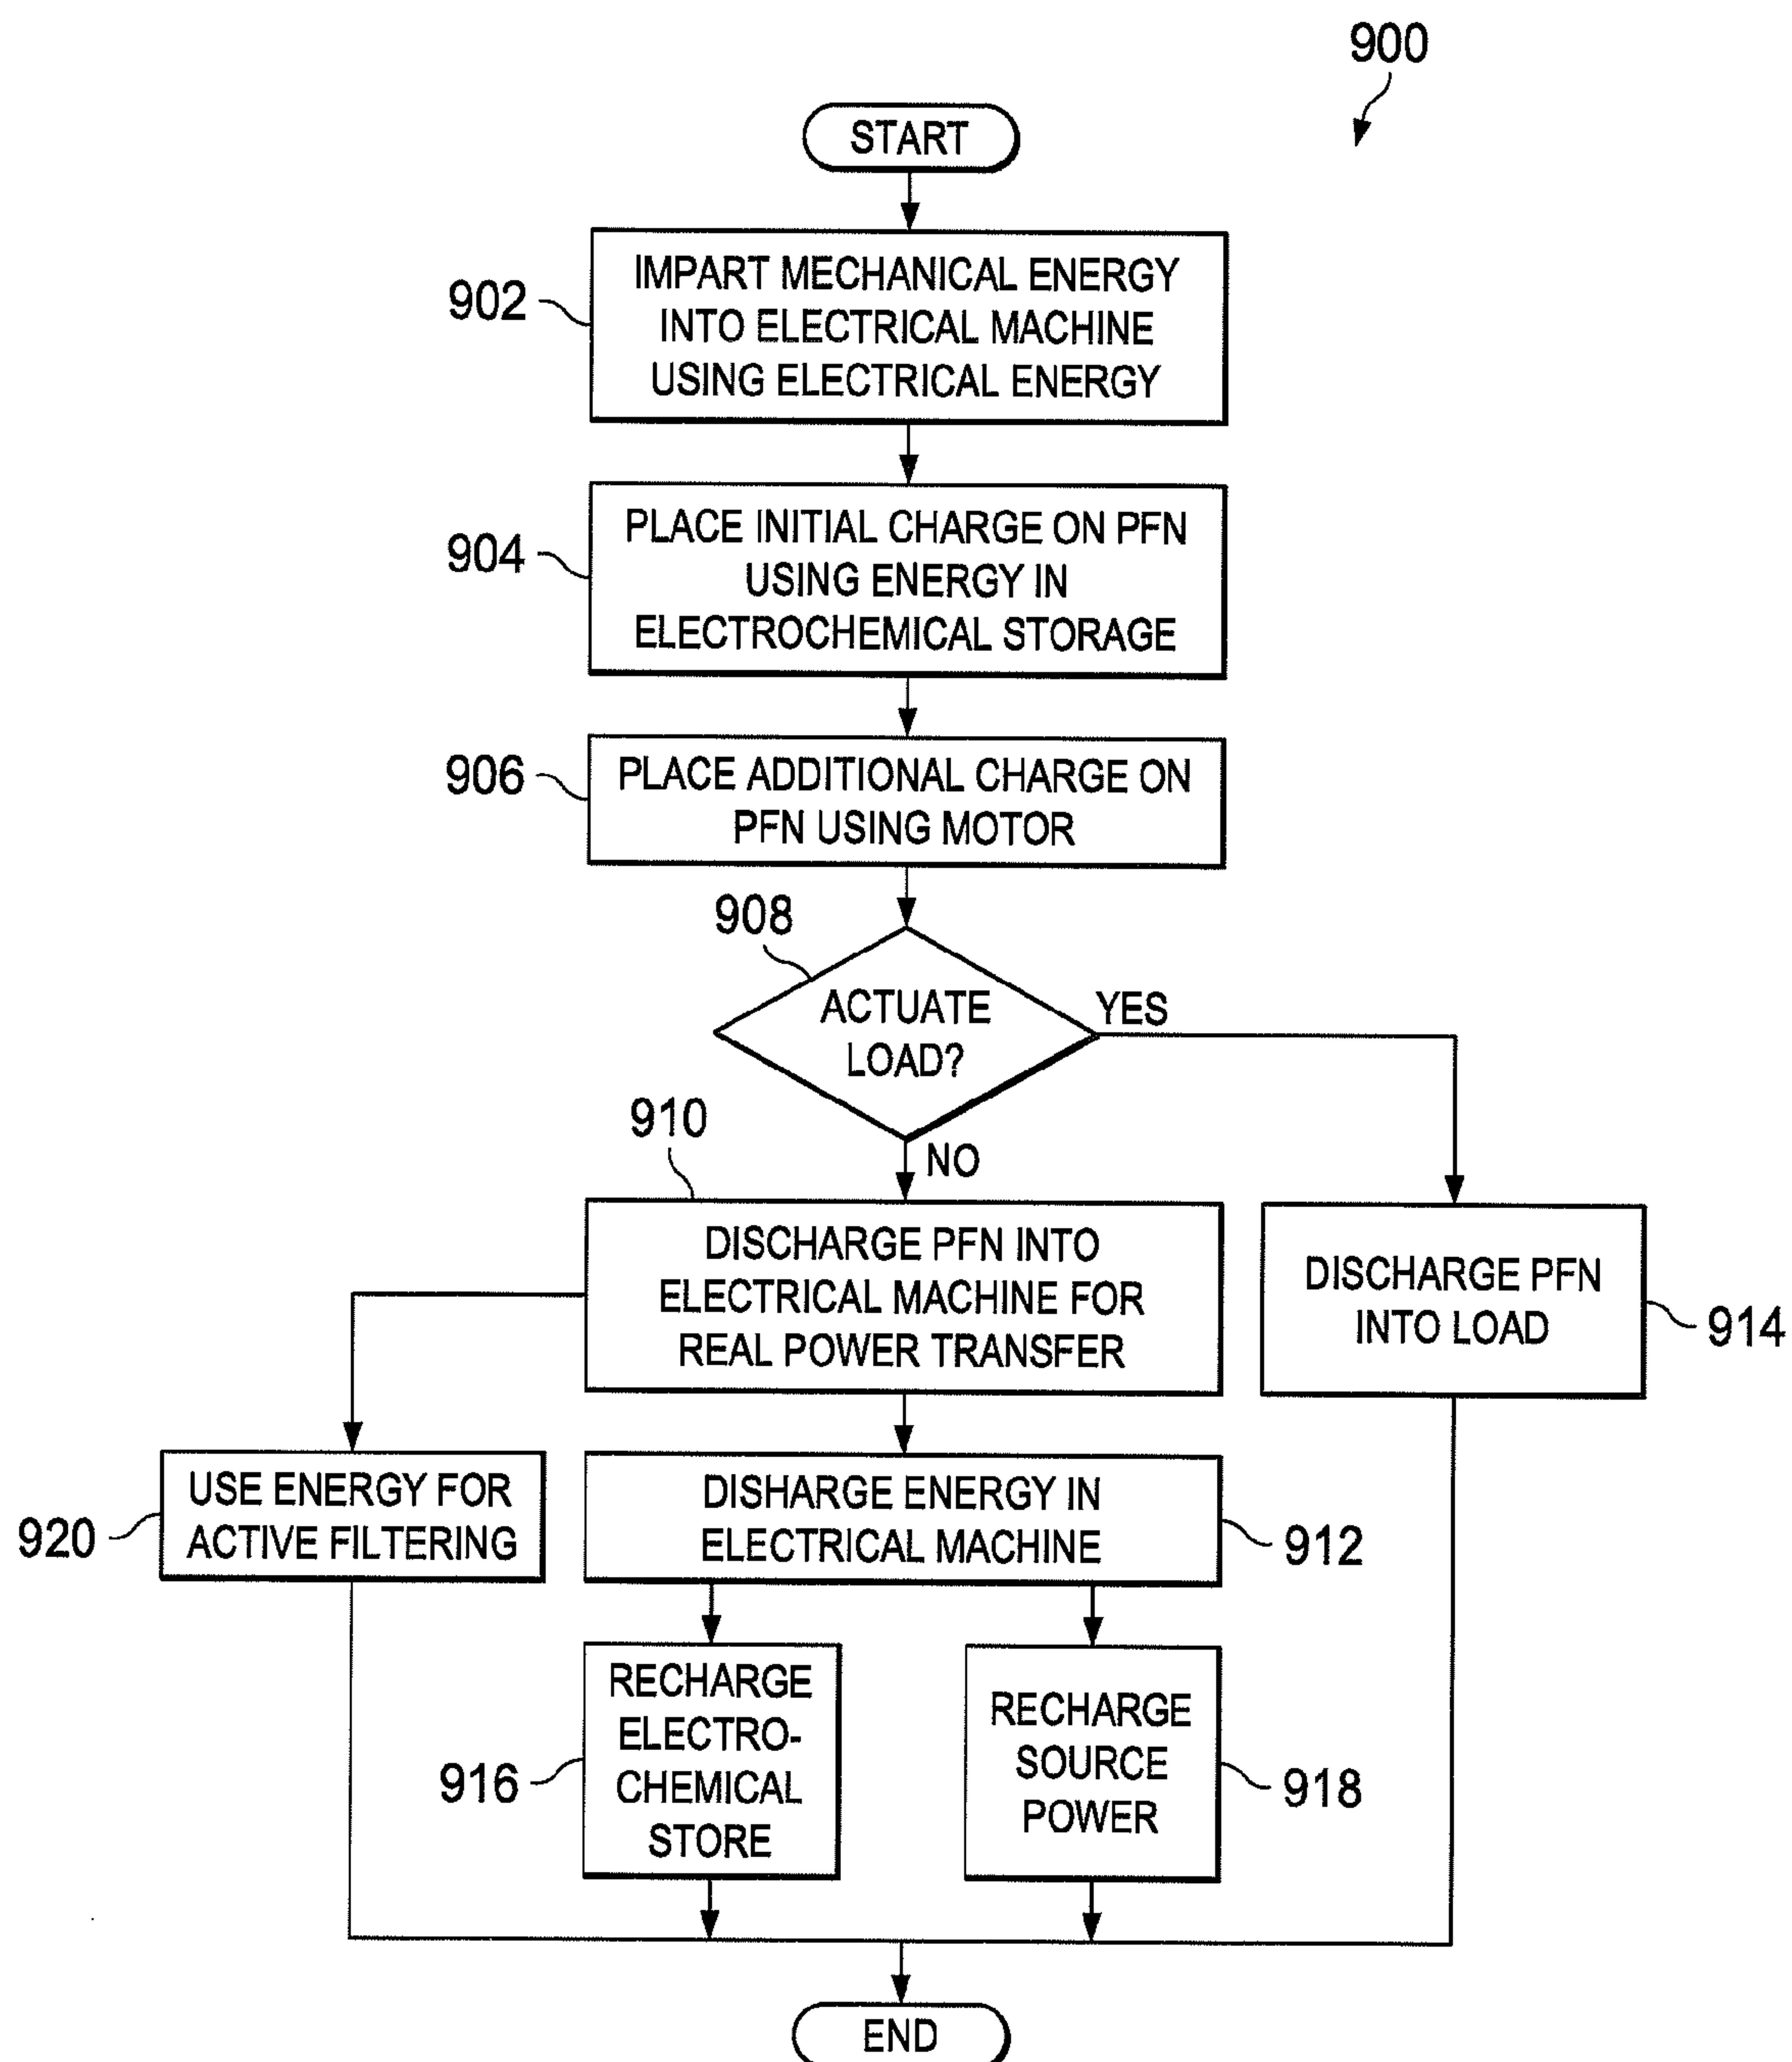 900
START
902
IMPART MECHANICAL ENERGY
INTO ELECTRICAL MACHINE
USING ELECTRICAL ENERGY
904
PLACE INITIAL CHARGE ON PFN
USING ENERGY IN
ELECTROCHEMICAL STORAGE
906
PLACE ADDITIONAL CHARGE ON
PFN USING MOTOR
908
ACTUATE
LOAD?
YES
NO
910
DISCHARGE PFN INTO
ELECTRICAL MACHINE FOR
REAL POWER TRANSFER
DISCHARGE PFN
INTO LOAD
914
920
USE ENERGY FOR
ACTIVE FILTERING
DISHARGE ENERGY IN
ELECTRICAL MACHINE
912
916
RECHARGE
ELECTRO-
CHEMICAL
STORE
RECHARGE
SOURCE
POWER
918
END